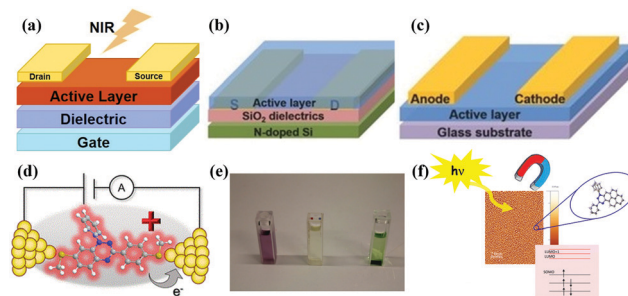 (a)
NIR
Drain
Source
Active Layer
Dielectric
Gate
(b)
S
Active layer
D
SiO₂ dielectrics
N-doped Si
(c)
Anode
Cathode
Active layer
Glass substrate
(d)
A
e⁻
(e)
(f)
hν